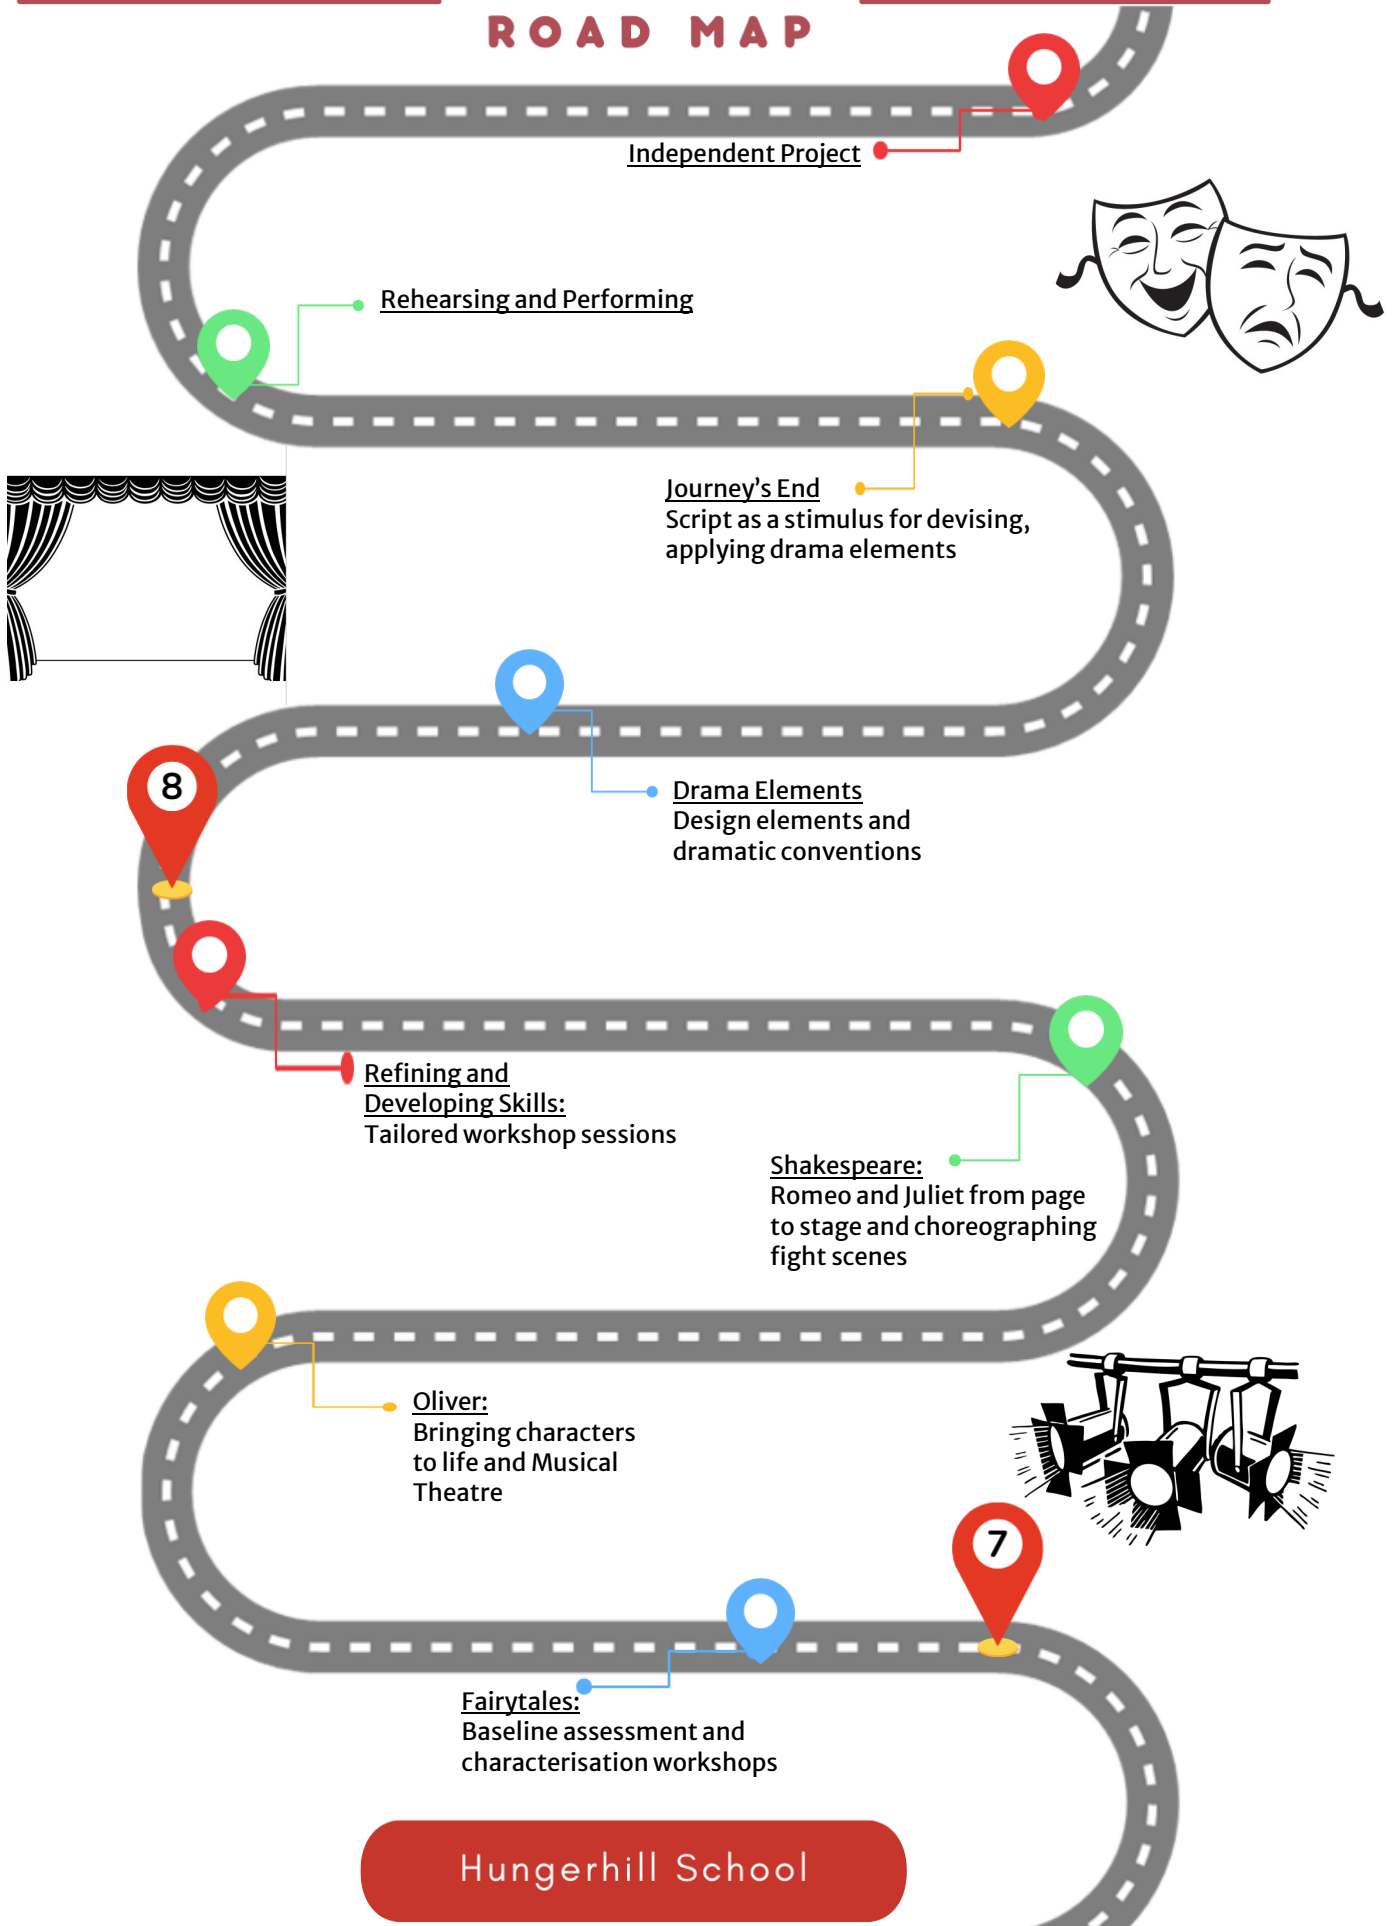 ROAD MAP
Independent Project
Rehearsing and Performing
Journey's End
Script as a stimulus for devising,
applying drama elements
8
Drama Elements
Design elements and
dramatic conventions
Refining and
Developing Skills:
Tailored workshop sessions
Shakespeare:
Romeo and Juliet from page
to stage and choreographing
fight scenes
Oliver:
Bringing characters
to life and Musical
Theatre
7
Fairytales:
Baseline assessment and
characterisation workshops
Hungerhill School